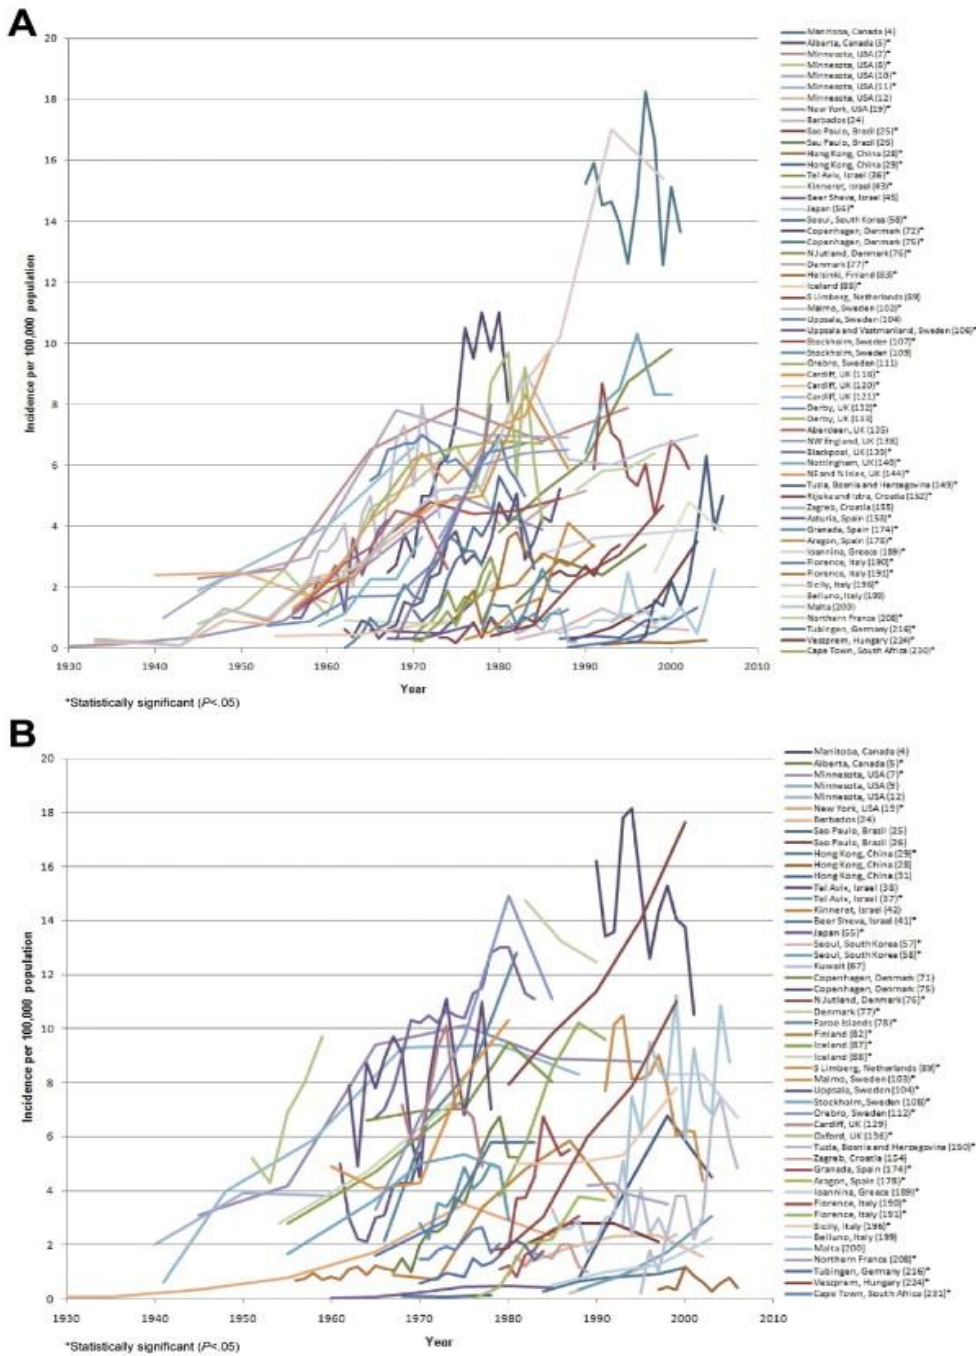 A
20
18
16
14
12
10
8
6
4
2
0
Incidence per 100,000 population
1930 1940 1950 1960 1970 1980 1990 2000 2010
Year
*Statistically significant (P<.05)
Manitoba, Canada (4)
Alberta, Canada (5)*
Minnesota, USA (7)*
Minnesota, USA (8)*
Minnesota, USA (10)*
Minnesota, USA (11)*
Minnesota, USA (12)
New York, USA (19)*
Barbados (24)
Sao Paulo, Brazil (25)*
Sau Paulo, Brazil (26)
Hong Kong, China (28)*
Hong Kong, China (29)*
Tel Aviv, Israel (36)*
Kinneret, Israel (43)*
Beer Sheva, Israel (45)
Japan (56)*
Seoul, South Korea (58)*
Copenhagen, Denmark (72)*
Copenhagen, Denmark (75)*
N Jutland, Denmark (76)*
Denmark (77)*
Helsinki, Finland (83)*
Iceland (88)*
S Limberg, Netherlands (89)
Malmo, Sweden (102)*
Uppsala, Sweden (104)
Uppsala and Vastmanland, Sweden (106)*
Stockholm, Sweden (107)*
Stockholm, Sweden (109)
Orebro, Sweden (111)
Cardiff, UK (118)*
Cardiff, UK (120)*
Cardiff, UK (121)*
Derby, UK (132)*
Derby, UK (133)
Aberdeen, UK (135)
NW England, UK (138)
Blackpool, UK (139)*
Nottingham, UK (140)*
NE and N Isles, UK (144)*
Tuzla, Bosnia and Herzegovina (149)*
Rijeka and Istra, Croatia (152)*
Zagreb, Croatia (155)
Asturia, Spain (158)*
Granada, Spain (174)*
Aragon, Spain (178)*
Ioannina, Greece (189)*
Florence, Italy (190)*
Florence, Italy (191)*
Sicily, Italy (196)*
Belluno, Italy (199)
Malta (200)
Northern France (208)*
Tubingen, Germany (216)*
Veszprem, Hungary (224)*
Cape Town, South Africa (230)*
B
20
18
16
14
12
10
8
6
4
2
0
Incidence per 100,000 population
1930 1940 1950 1960 1970 1980 1990 2000 2010
Year
*Statistically significant (P<.05)
Manitoba, Canada (4)
Alberta, Canada (5)*
Minnesota, USA (7)*
Minnesota, USA (9)
Minnesota, USA (12)
New York, USA (19)*
Barbados (24)
Sao Paulo, Brazil (25)
Sao Paulo, Brazil (26)
Hong Kong, China (29)*
Hong Kong, China (28)
Hong Kong, China (31)
Tel Aviv, Israel (38)
Tel Aviv, Israel (37)*
Kinneret, Israel (42)
Beer Sheva, Israel (41)*
Japan (55)*
Seoul, South Korea (57)*
Seoul, South Korea (58)*
Kuwait (67)
Copenhagen, Denmark (71)
Copenhagen, Denmark (75)
N Jutland, Denmark (76)*
Denmark (77)*
Faroe Islands (78)*
Finland (82)*
Iceland (87)*
Iceland (88)*
S Limberg, Netherlands (89)*
Malmo, Sweden (103)*
Uppsala, Sweden (104)*
Stockholm, Sweden (108)*
Orebro, Sweden (112)*
Cardiff, UK (129)
Oxford, UK (136)*
Tuzla, Bosnia and Herzegovina (150)*
Zagreb, Croatia (154)
Granada, Spain (174)*
Aragon, Spain (178)*
Ioannina, Greece (189)*
Florence, Italy (190)*
Florence, Italy (191)*
Sicily, Italy (196)*
Belluno, Italy (199)
Malta (200)
Northern France (208)*
Tubingen, Germany (216)*
Veszprem, Hungary (224)*
Cape Town, South Africa (231)*